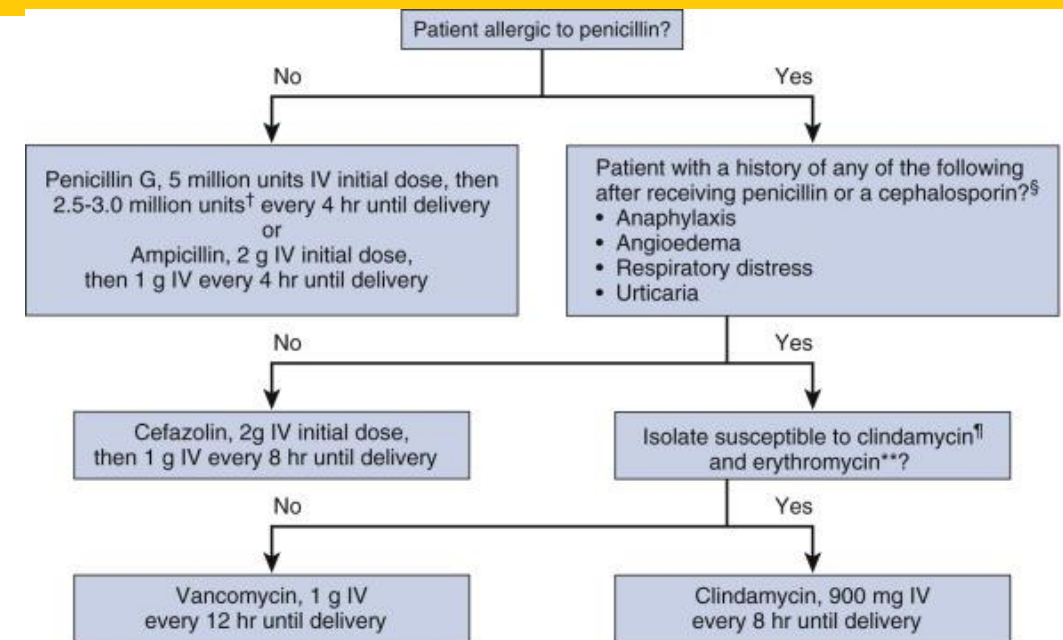 Patient allergic to penicillin?
No
Yes
Penicillin G, 5 million units IV initial dose, then
2.5-3.0 million units† every 4 hr until delivery
or
Ampicillin, 2 g IV initial dose,
then 1 g IV every 4 hr until delivery
Patient with a history of any of the following
after receiving penicillin or a cephalosporin?§
• Anaphylaxis
• Angioedema
• Respiratory distress
• Urticaria
No
Yes
Cefazolin, 2g IV initial dose,
then 1 g IV every 8 hr until delivery
Isolate susceptible to clindamycin¶
and erythromycin**?
No
Yes
Vancomycin, 1 g IV
every 12 hr until delivery
Clindamycin, 900 mg IV
every 8 hr until delivery